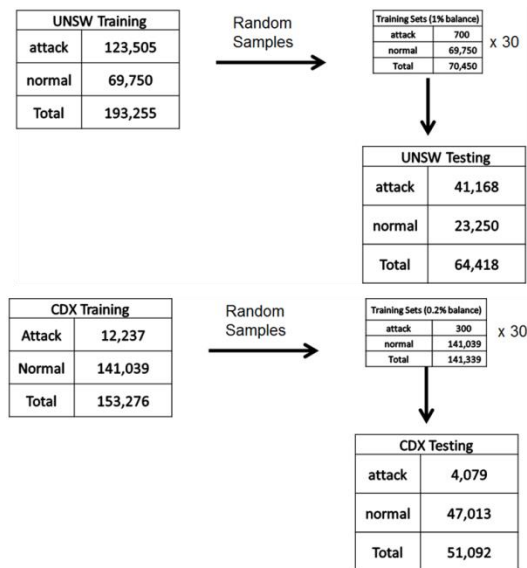 UNSW Training
attack 123,505
normal 69,750
Total 193,255
Random
Samples
Training Sets (1% balance)
attack 700
normal 69,750
Total 70,450
x 30
UNSW Testing
attack 41,168
normal 23,250
Total 64,418
CDX Training
Attack 12,237
Normal 141,039
Total 153,276
Random
Samples
Training Sets (0.2% balance)
attack 300
normal 141,039
Total 141,339
x 30
CDX Testing
attack 4,079
normal 47,013
Total 51,092